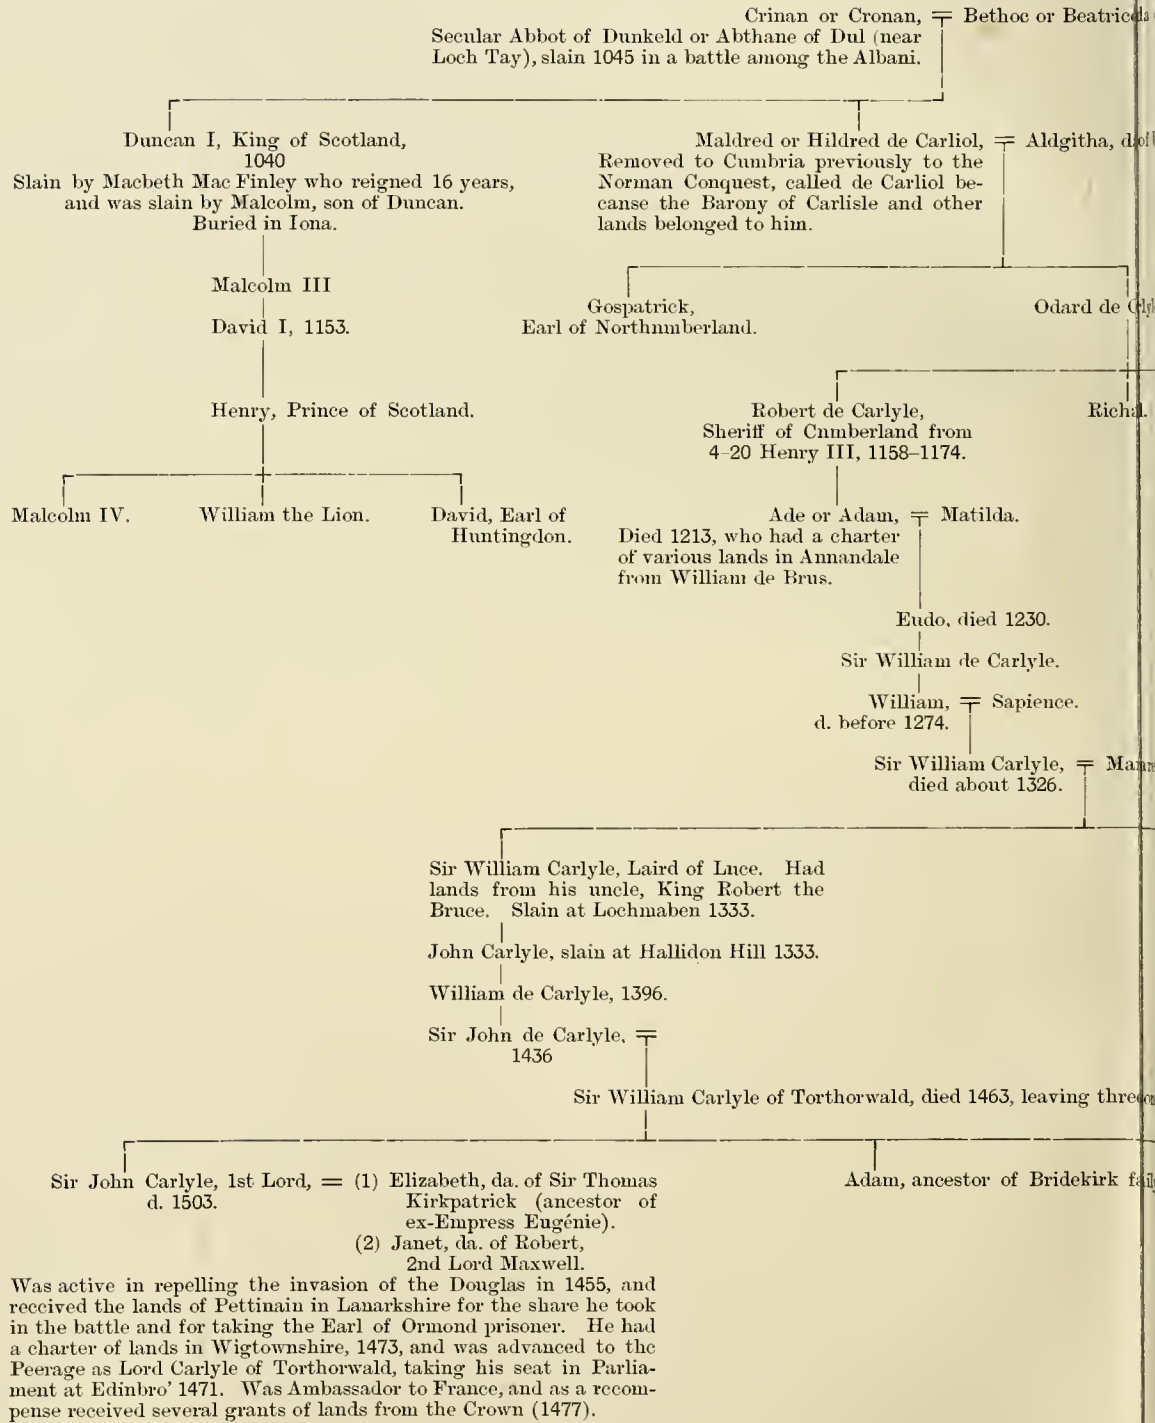 Crinan or Cronan, = Bethoc or Beatrice
Secular Abbot of Dunkeld or Abthane of Dul (near
Loch Tay), slain 1045 in a battle among the Albani.
Duncan I, King of Scotland,
1040
Slain by Macbeth Mac Finley who reigned 16 years,
and was slain by Malcolm, son of Duncan.
Buried in Iona.
Maldred or Hildred de Carliol, = Aldgitha,
Removed to Cumbria previously to the
Norman Conquest, called de Carliol be-
canse the Barony of Carlisle and other
lands belonged to him.
Malcolm III
David I, 1153.
Gospatrick,
Earl of Northnmberland.
Odard de
Henry, Prince of Scotland.
Robert de Carlyle,
Sheriff of Cnmberland from
4-20 Henry III, 1158–1174.
Malcolm IV.
William the Lion.
David, Earl of
Huntingdon.
Ade or Adam, = Matilda.
Died 1213, who had a charter
of various lands in Annandale
from William de Brus.
Eudo, died 1230.
Sir William de Carlyle.
William, = Sapience.
d. before 1274.
Sir William Carlyle, =
died about 1326.
Sir William Carlyle, Laird of Luce. Had
lands from his uncle, King Robert the
Bruce. Slain at Lochmaben 1333.
John Carlyle, slain at Hallidon Hill 1333.
William de Carlyle, 1396.
Sir John de Carlyle, =
1436
Sir William Carlyle of Torthorwald, died 1463, leaving
Sir John Carlyle, 1st Lord, = (1) Elizabeth, da. of Sir Thomas
d. 1503.
Kirkpatrick (ancestor of
ex-Empress Eugénie).
(2) Janet, da. of Robert,
2nd Lord Maxwell.
Adam, ancestor of Bridekirk
Was active in repelling the invasion of the Douglas in 1455, and
received the lands of Pettinain in Lanarkshire for the share he took
in the battle and for taking the Earl of Ormond prisoner. He had
a charter of lands in Wigtownshire, 1473, and was advanced to the
Peerage as Lord Carlyle of Torthorwald, taking his seat in Parlia-
ment at Edinbro' 1471. Was Ambassador to France, and as a recom-
pense received several grants of lands from the Crown (1477).